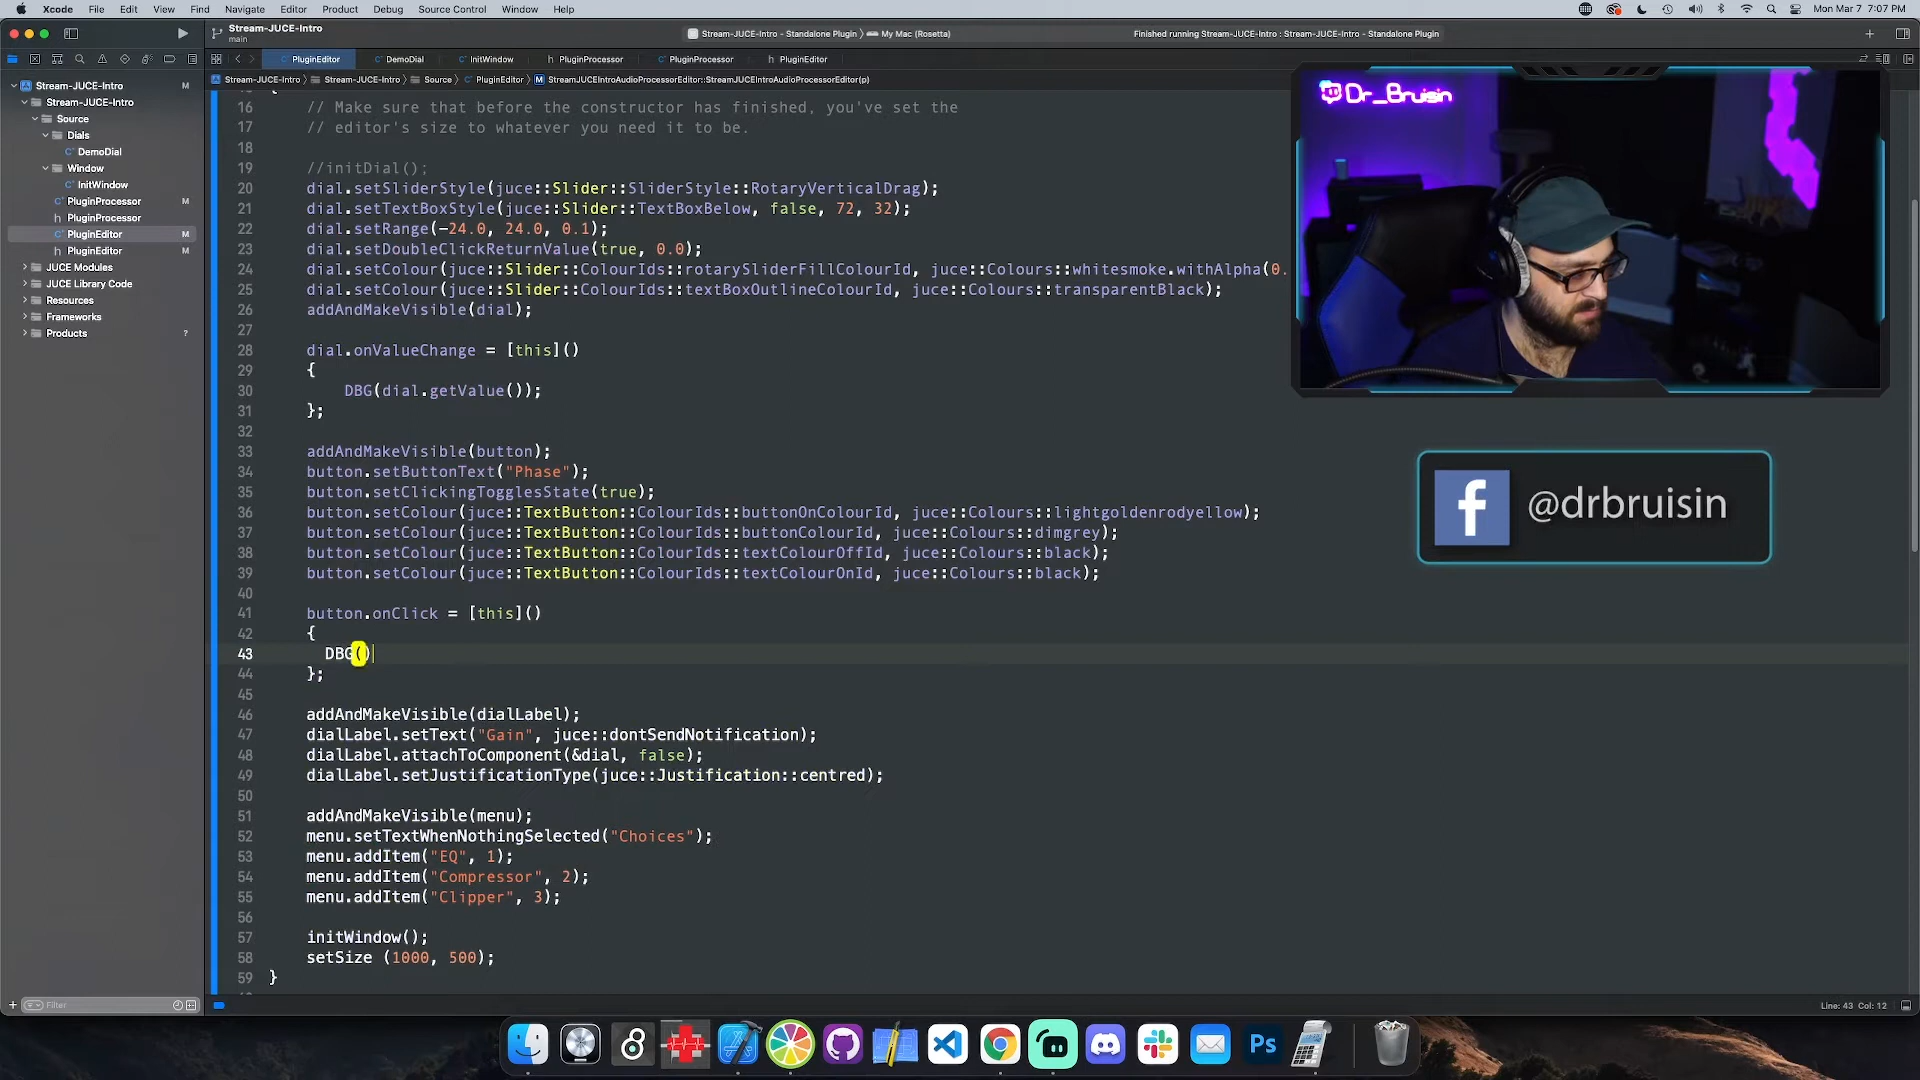 Xcode File Edit View Find Navigate Editor Product Debug Source Control Window Help
Mon Mar 7 7:07 PM
Stream-JUCE-Intro
main
Stream-JUCE-Intro - Standalone Plugin
My Mac (Rosetta)
Finished running Stream-JUCE-Intro : Stream-JUCE-Intro - Standalone Plugin
PluginEditor
DemoDial
InitWindow
h PluginProcessor
PluginProcessor
h PluginEditor
Stream-JUCE-Intro
Stream-JUCE-Intro
Source
PluginEditor
M StreamJUCEIntroAudioProcessorEditor::StreamJUCEIntroAudioProcessorEditor(p)
Stream-JUCE-Intro M
Stream-JUCE-Intro
Source
Dials
DemoDial
Window
InitWindow
PluginProcessor M
h PluginProcessor
PluginEditor M
h PluginEditor M
JUCE Modules
JUCE Library Code
Resources
Frameworks
Products ?
Filter
16 // Make sure that before the constructor has finished, you've set the
17 // editor's size to whatever you need it to be.
18
19 //initDial();
20 dial.setSliderStyle(juce::Slider::SliderStyle::RotaryVerticalDrag);
21 dial.setTextBoxStyle(juce::Slider::TextBoxBelow, false, 72, 32);
22 dial.setRange(-24.0, 24.0, 0.1);
23 dial.setDoubleClickReturnValue(true, 0.0);
24 dial.setColour(juce::Slider::ColourIds::rotarySliderFillColourId, juce::Colours::whitesmoke.withAlpha(0.
25 dial.setColour(juce::Slider::ColourIds::textBoxOutlineColourId, juce::Colours::transparentBlack);
26 addAndMakeVisible(dial);
27
28 dial.onValueChange = [this]()
29 {
30 DBG(dial.getValue());
31 };
32
33 addAndMakeVisible(button);
34 button.setButtonText("Phase");
35 button.setClickingTogglesState(true);
36 button.setColour(juce::TextButton::ColourIds::buttonOnColourId, juce::Colours::lightgoldenrodyellow);
37 button.setColour(juce::TextButton::ColourIds::buttonColourId, juce::Colours::dimgrey);
38 button.setColour(juce::TextButton::ColourIds::textColourOffId, juce::Colours::black);
39 button.setColour(juce::TextButton::ColourIds::textColourOnId, juce::Colours::black);
40
41 button.onClick = [this]()
42 {
43 DBG()
44 };
45
46 addAndMakeVisible(dialLabel);
47 dialLabel.setText("Gain", juce::dontSendNotification);
48 dialLabel.attachToComponent(&dial, false);
49 dialLabel.setJustificationType(juce::Justification::centred);
50
51 addAndMakeVisible(menu);
52 menu.setTextWhenNothingSelected("Choices");
53 menu.addItem("EQ", 1);
54 menu.addItem("Compressor", 2);
55 menu.addItem("Clipper", 3);
56
57 initWindow();
58 setSize (1000, 500);
59 }
Dr_Bruisin
f @drbruisin
Line: 43 Col: 12
Ps